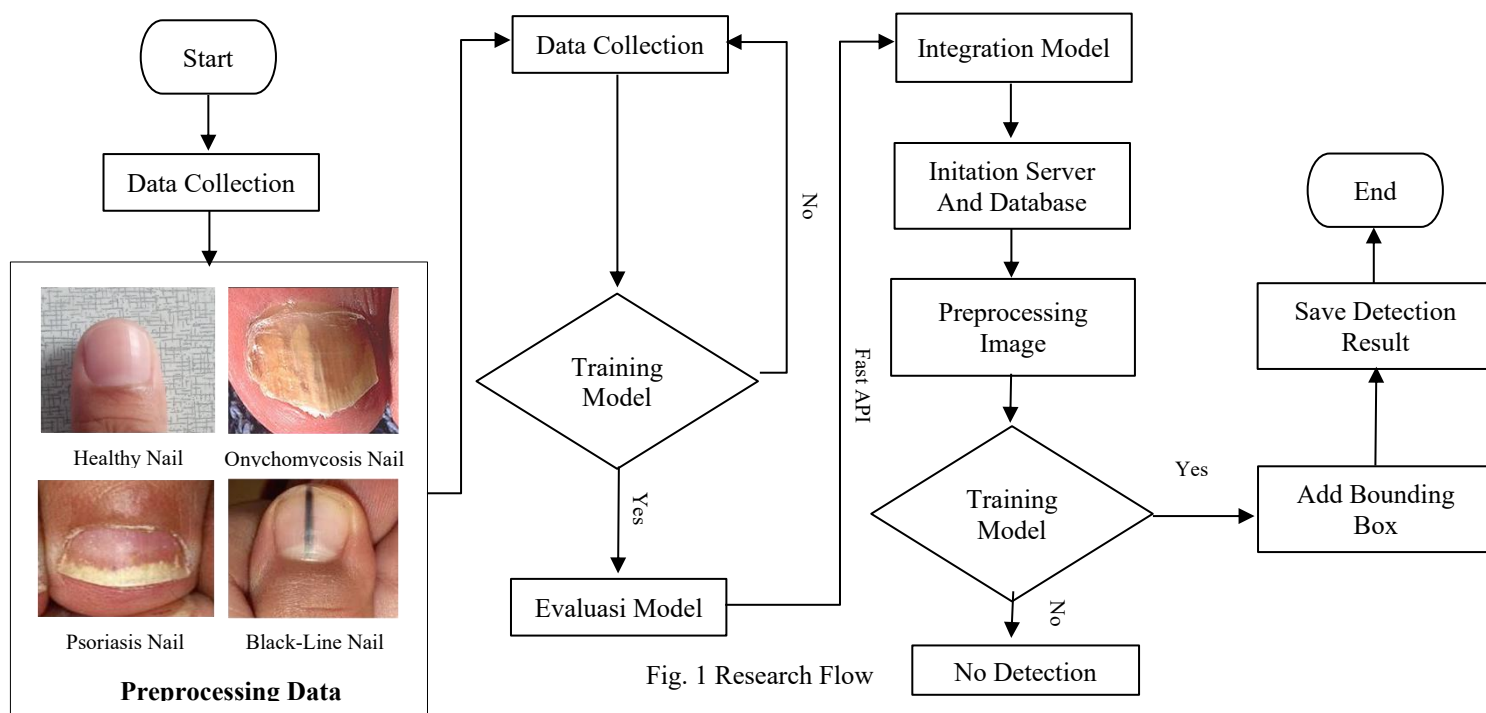 Start
Data Collection
Healthy Nail
Onychomycosis Nail
Psoriasis Nail
Black-Line Nail
Preprocessing Data
Data Collection
No
Training
Model
Yes
Evaluasi Model
Fast API
Integration Model
Initation Server
And Database
Preprocessing
Image
Training
Model
Yes
No
No Detection
Add Bounding
Box
Save Detection
Result
End
Fig. 1 Research Flow